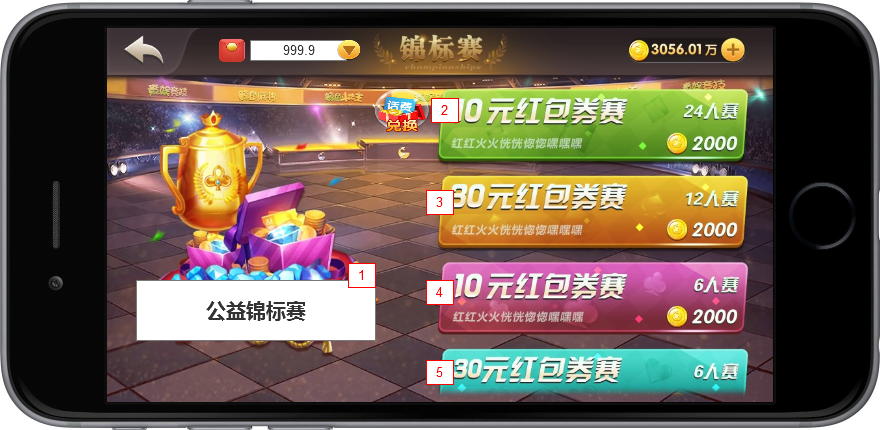 999.9
锦标赛
championships
3056.01万
话费
兑换
2
10元红包券赛
24人赛
红红火火恍恍惚惚嘿嘿嘿
2000
3
30元红包券赛
12人赛
红红火火恍恍惚惚嘿嘿嘿
2000
1
公益锦标赛
4
10元红包券赛
6人赛
红红火火恍恍惚惚嘿嘿嘿
2000
5
30元红包券赛
6人赛